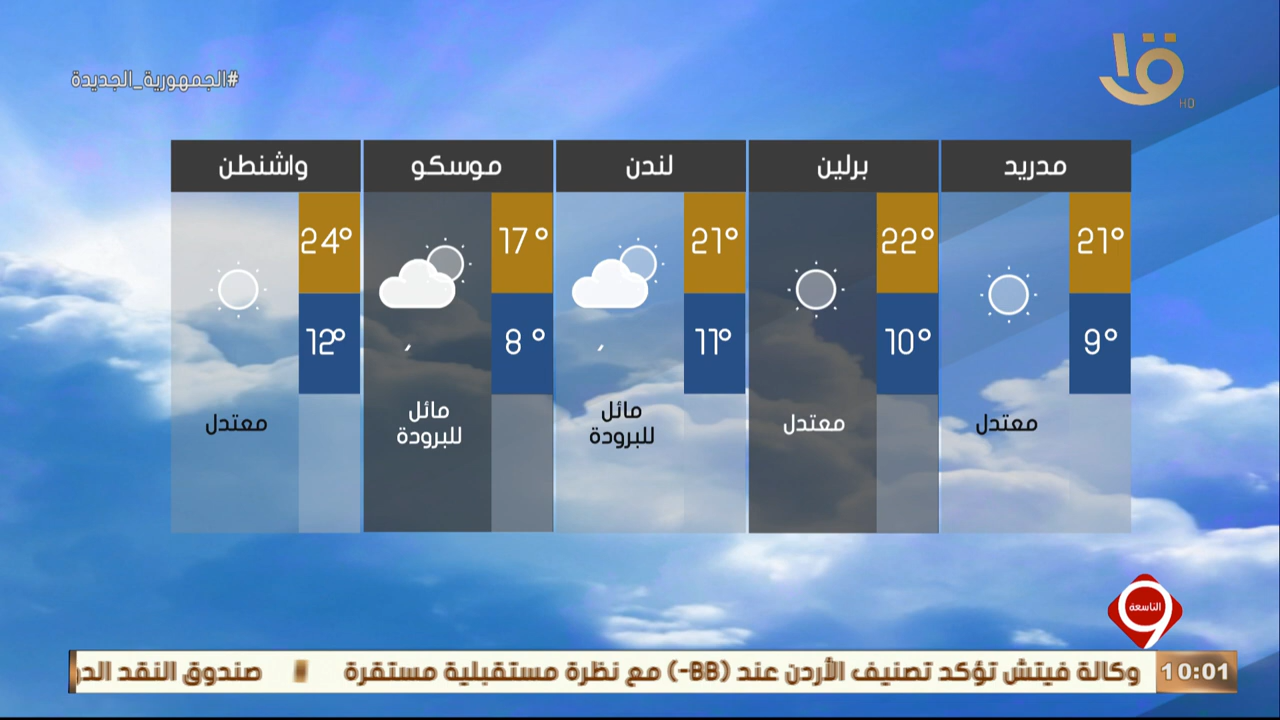 #الجمهورية_الجديدة
HD
مدريد
21°
9°
معتدل
برلين
22°
10°
معتدل
لندن
21°
11°
مائل
للبرودة
موسكو
17°
8°
مائل
للبرودة
واشنطن
24°
12°
معتدل
التاسعة
9
10:01
وكالة فيتش تؤكد تصنيف الأردن عند (BB-) مع نظرة مستقبلية مستقرة
صندوق النقد